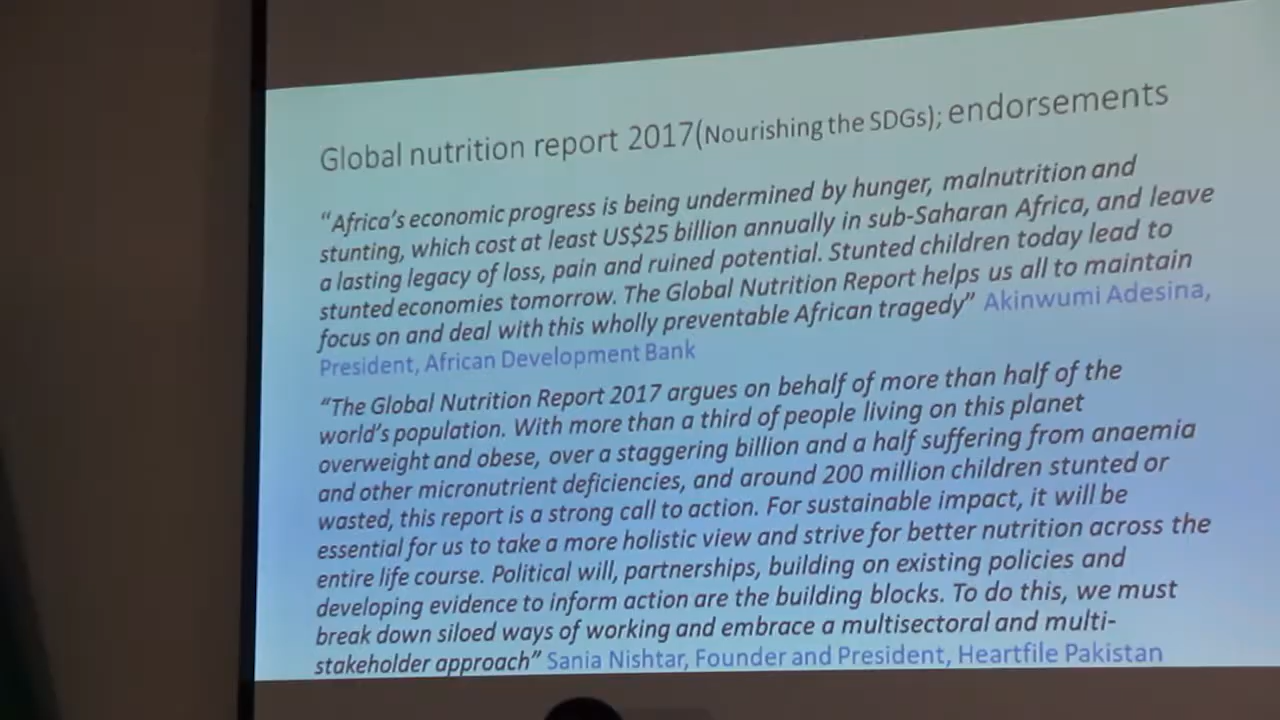 Global nutrition report 2017(Nourishing the SDGs); endorsements
“Africa’s economic progress is being undermined by hunger, malnutrition and
stunting, which cost at least US$25 billion annually in sub-Saharan Africa, and leave
a lasting legacy of loss, pain and ruined potential. Stunted children today lead to
stunted economies tomorrow. The Global Nutrition Report helps us all to maintain
focus on and deal with this wholly preventable African tragedy” Akinwumi Adesina,
President, African Development Bank
“The Global Nutrition Report 2017 argues on behalf of more than half of the
world’s population. With more than a third of people living on this planet
overweight and obese, over a staggering billion and a half suffering from anaemia
and other micronutrient deficiencies, and around 200 million children stunted or
wasted, this report is a strong call to action. For sustainable impact, it will be
essential for us to take a more holistic view and strive for better nutrition across the
entire life course. Political will, partnerships, building on existing policies and
developing evidence to inform action are the building blocks. To do this, we must
break down siloed ways of working and embrace a multisectoral and multi-
stakeholder approach” Sania Nishtar, Founder and President, Heartfile Pakistan